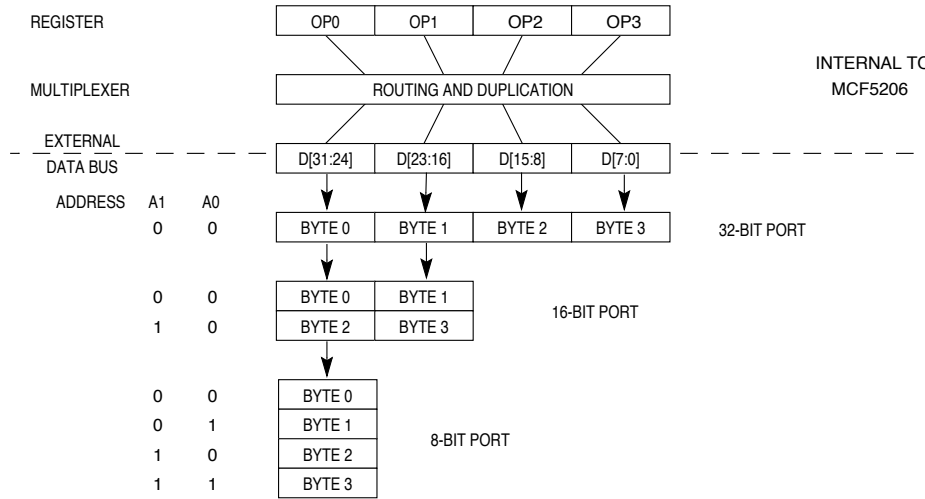 REGISTER OP0 OP1 OP2 OP3
INTERNAL TO
MULTIPLEXER ROUTING AND DUPLICATION MCF5206
EXTERNAL
DATA BUS D[31:24] D[23:16] D[15:8] D[7:0]
ADDRESS A1 A0
0 0 BYTE 0 BYTE 1 BYTE 2 BYTE 3 32-BIT PORT
0 0 BYTE 0 BYTE 1
16-BIT PORT
1 0 BYTE 2 BYTE 3
0 0 BYTE 0
0 1 BYTE 1
8-BIT PORT
1 0 BYTE 2
1 1 BYTE 3